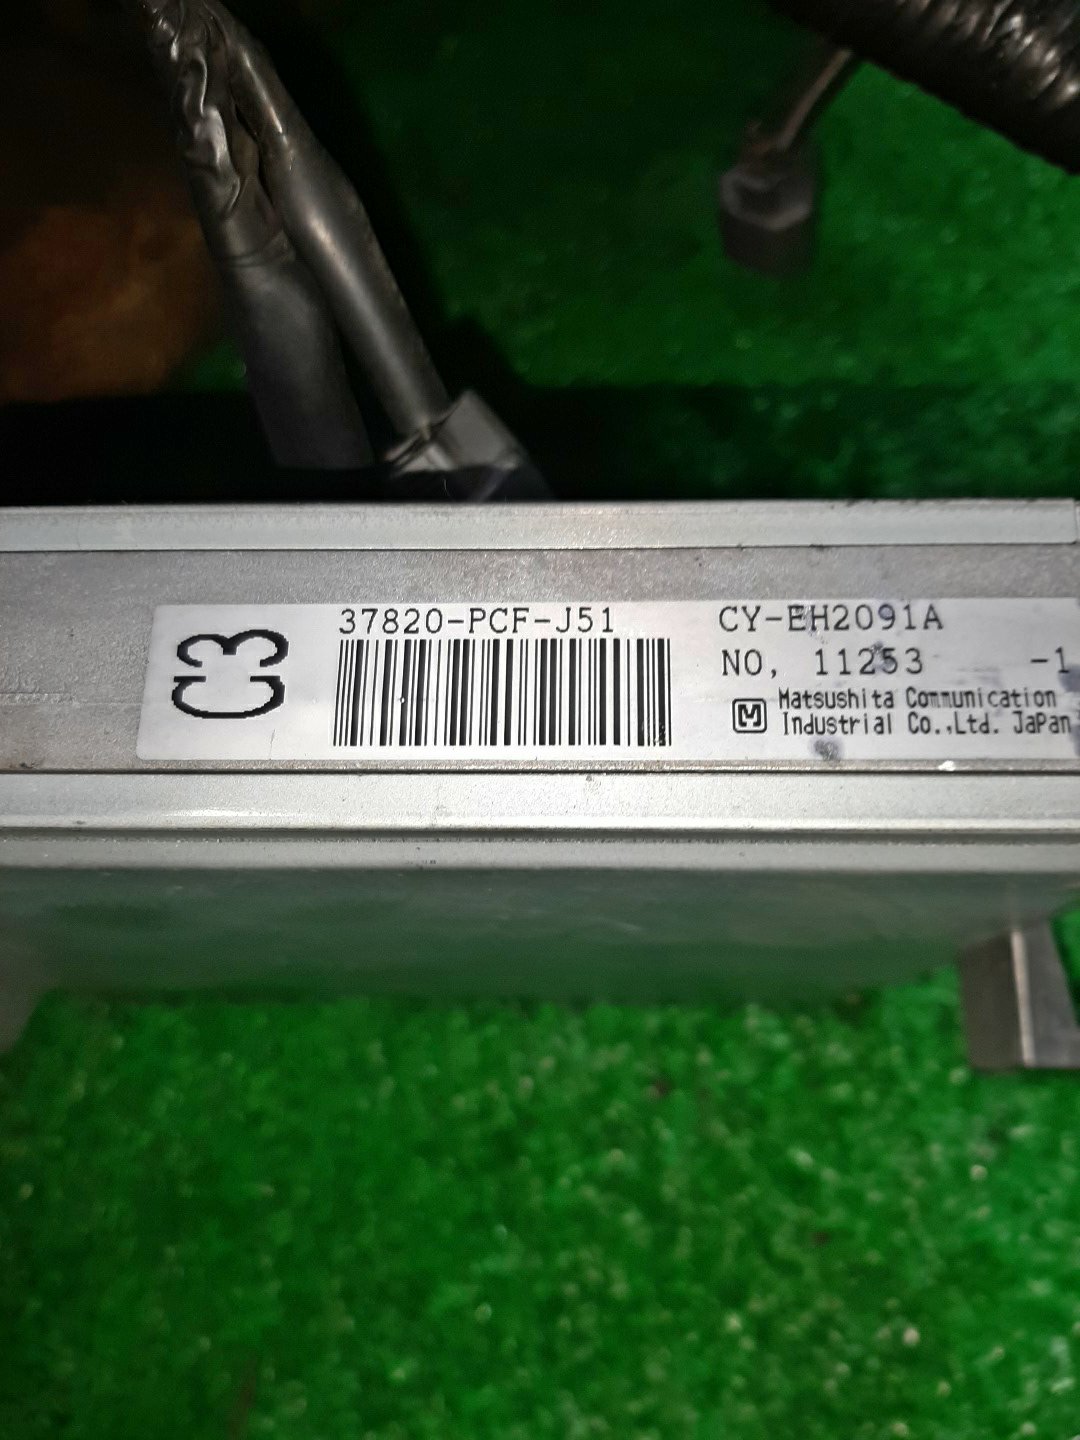 C3
37820-PCF-J51
CY-EH2091A
NO, 11253 -1
M
Matsushita Communication
Industrial Co.,Ltd. JaPan